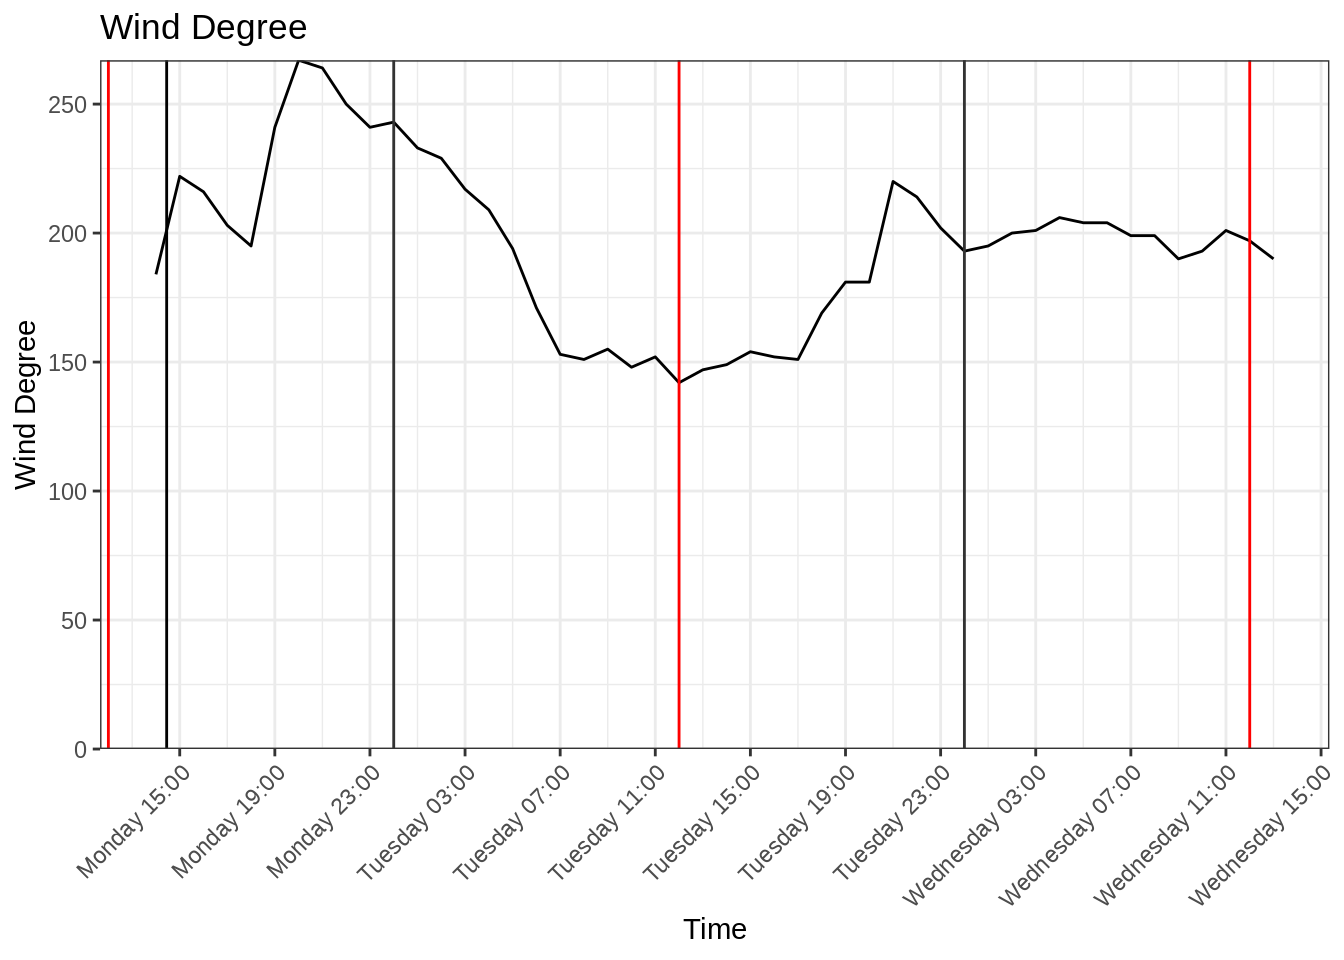 Wind Degree
Wind Degree
250
200
150
100
50
0
Monday 15:00
Monday 19:00
Monday 23:00
Tuesday 03:00
Tuesday 07:00
Tuesday 11:00
Tuesday 15:00
Tuesday 19:00
Tuesday 23:00
Wednesday 03:00
Wednesday 07:00
Wednesday 11:00
Wednesday 15:00
Time